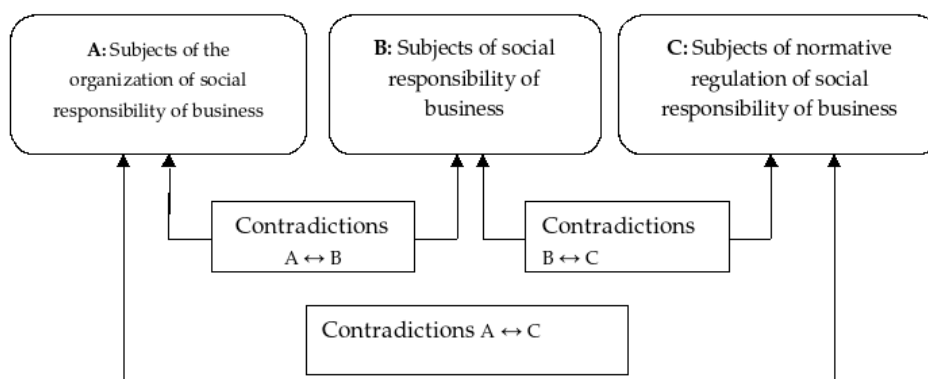 A: Subjects of the
organization of social
responsibility of business
B: Subjects of social
responsibility of
business
C: Subjects of normative
regulation of social
responsibility of business
Contradictions
A ↔ B
Contradictions
B ↔ C
Contradictions A ↔ C